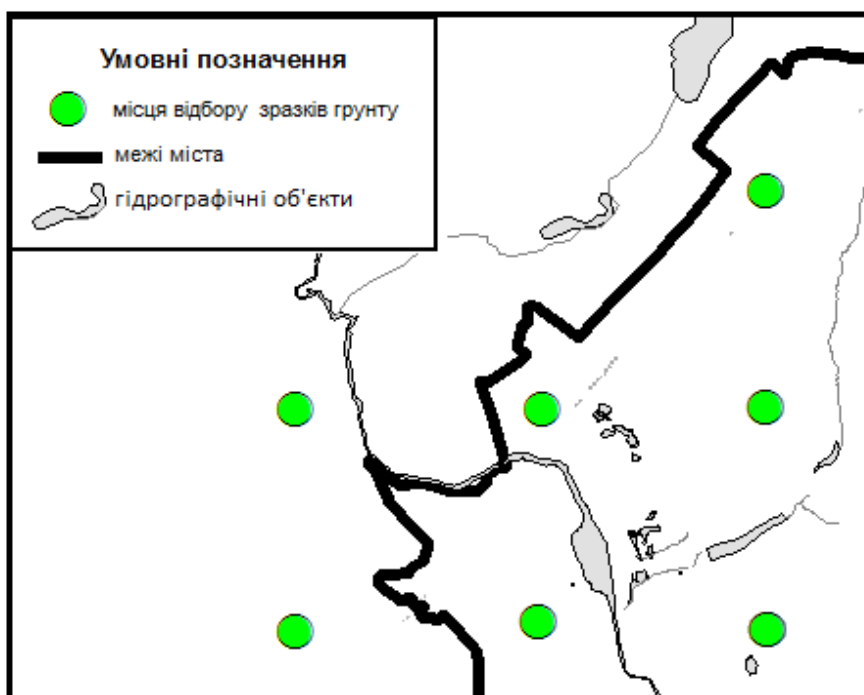 Умовні позначення
місця відбору зразків грунту
межі міста
гідрографічні об'єкти